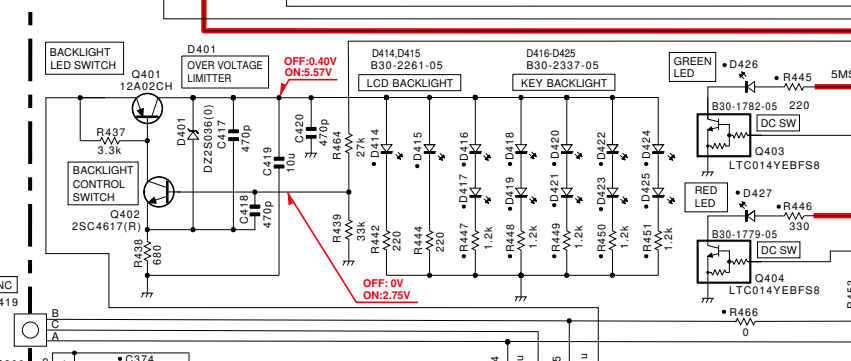 BACKLIGHT
LED SWITCH
Q401
12A02CH
D401
OVER VOLTAGE
LIMITTER
OFF:0.40V
ON:5.57V
D414,D415
B30-2261-05
LCD BACKLIGHT
D416-D425
B30-2337-05
KEY BACKLIGHT
GREEN
LED
D426
R445
220
5MS
B30-1782-05
DC SW
Q403
LTC014YEBFS8
R437
3.3k
D401
DZ2S036(0)
C417
470p
C419
10u
C420
470p
R464
27k
D414
D415
D416
D418
D420
D422
D424
BACKLIGHT
CONTROL
SWITCH
Q402
2SC4617(R)
C418
470p
D417
D419
D421
D423
D425
RED
LED
D427
R446
330
B30-1779-05
DC SW
Q404
LTC014YEBFS8
R438
680
R439
33k
R442
220
R444
220
R447
1.2k
R448
1.2k
R449
1.2k
R450
1.2k
R451
1.2k
OFF: 0V
ON:2.75V
NC
419
B
C
A
R466
0
C374